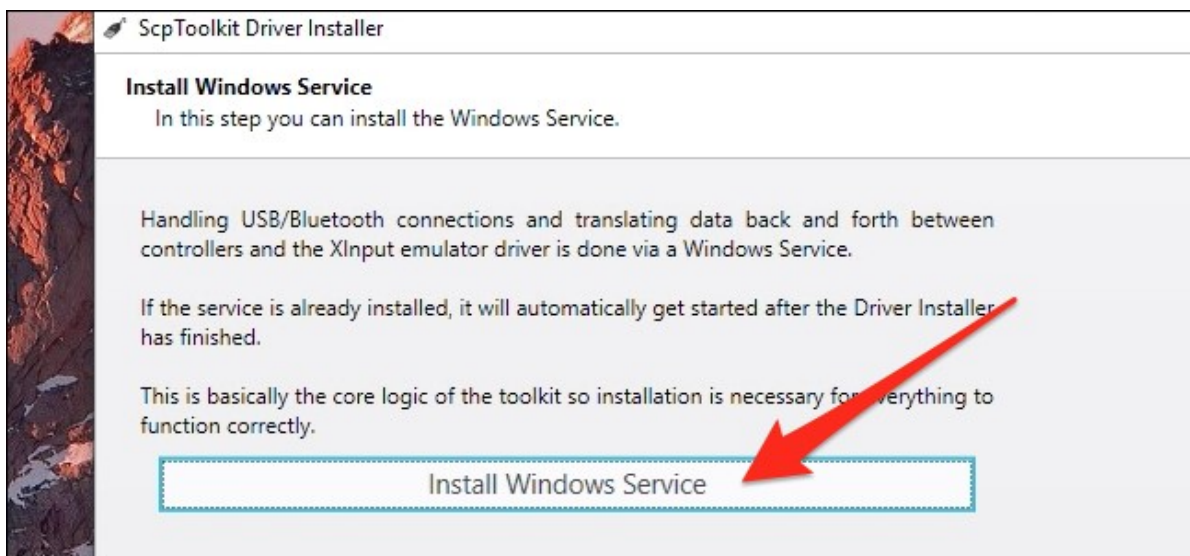 ScpToolkit Driver Installer
Install Windows Service
In this step you can install the Windows Service.
Handling USB/Bluetooth connections and translating data back and forth between
controllers and the XInput emulator driver is done via a Windows Service.
If the service is already installed, it will automatically get started after the Driver Installer
has finished.
This is basically the core logic of the toolkit so installation is necessary for everything to
function correctly.
Install Windows Service